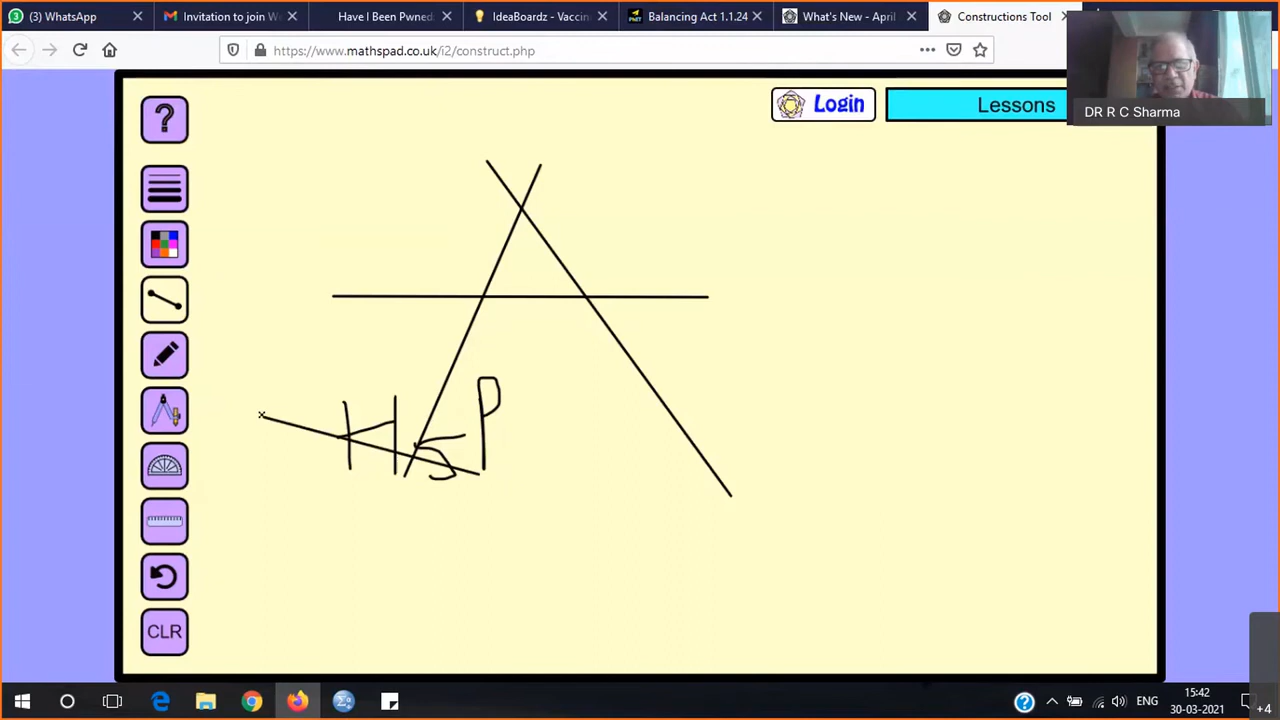 (3) WhatsApp
Invitation to join W
Have I Been Pwned
IdeaBoardz - Vaccin
Balancing Act 1.1.24
What's New - April
Constructions Tool
https://www.mathspad.co.uk/i2/construct.php
DR R C Sharma
?
Login
Lessons
H5P
CLR
ENG
15:42
30-03-2021
+4